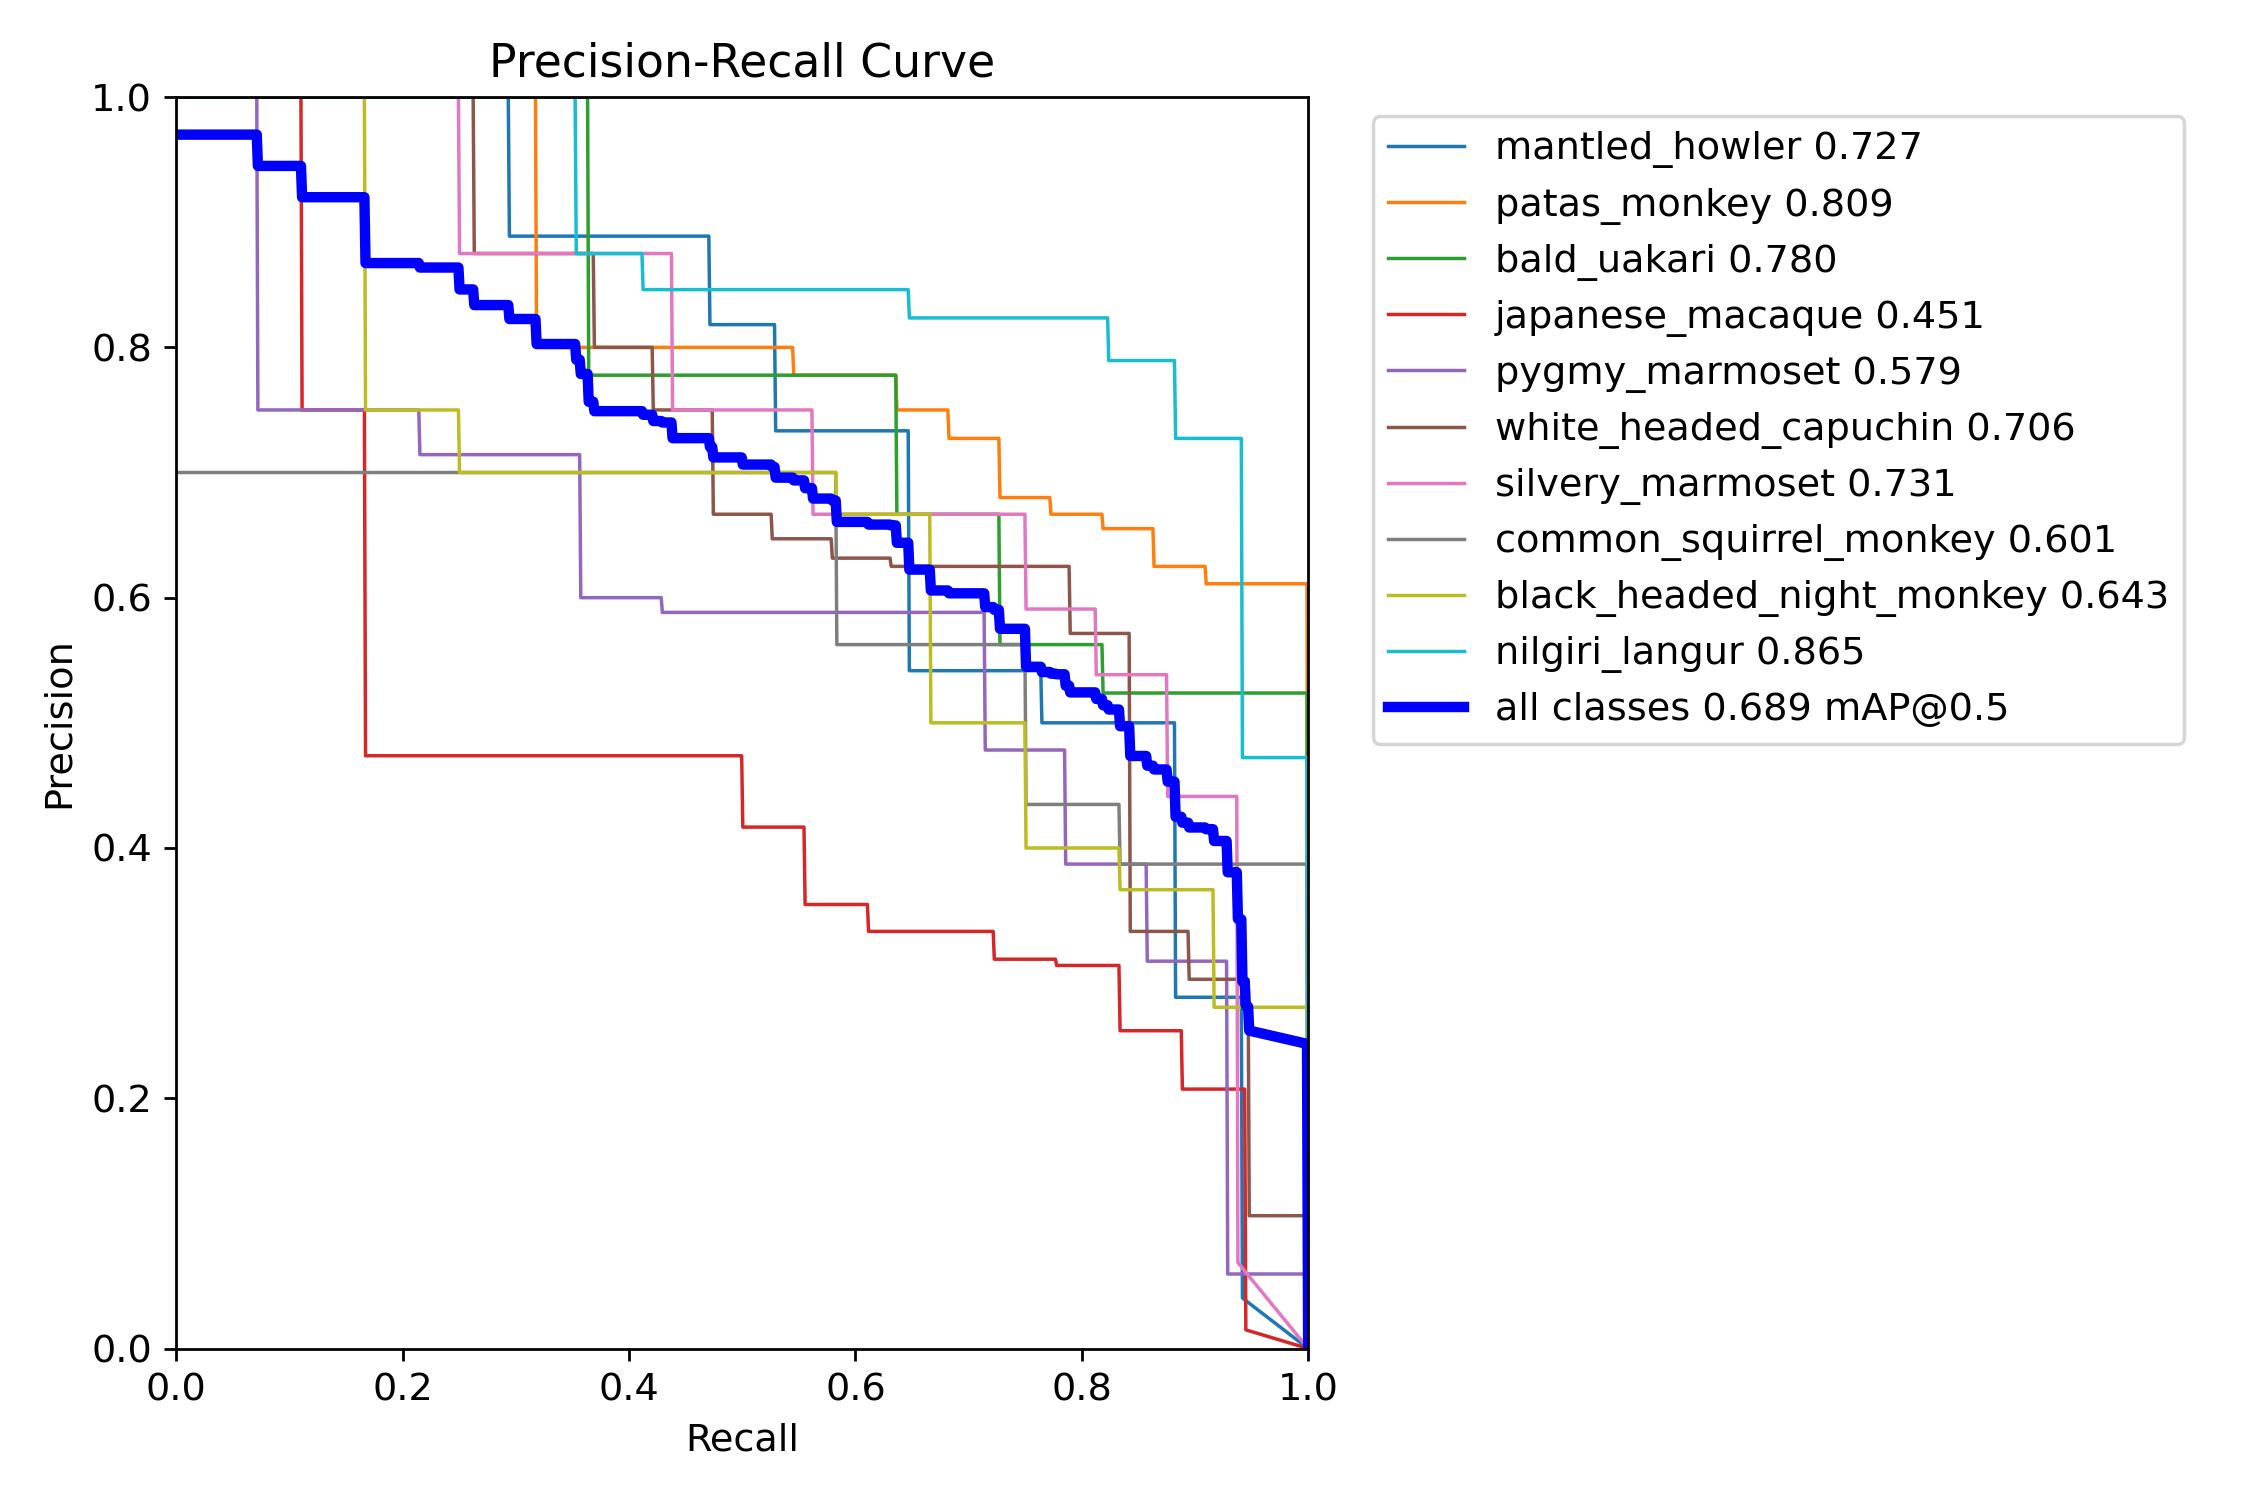 Precision-Recall Curve
1.0
0.8
0.6
0.4
0.2
0.0
Precision
0.0 0.2 0.4 0.6 0.8 1.0
Recall
mantled_howler 0.727
patas_monkey 0.809
bald_uakari 0.780
japanese_macaque 0.451
pygmy_marmoset 0.579
white_headed_capuchin 0.706
silvery_marmoset 0.731
common_squirrel_monkey 0.601
black_headed_night_monkey 0.643
nilgiri_langur 0.865
all classes 0.689 mAP@0.5